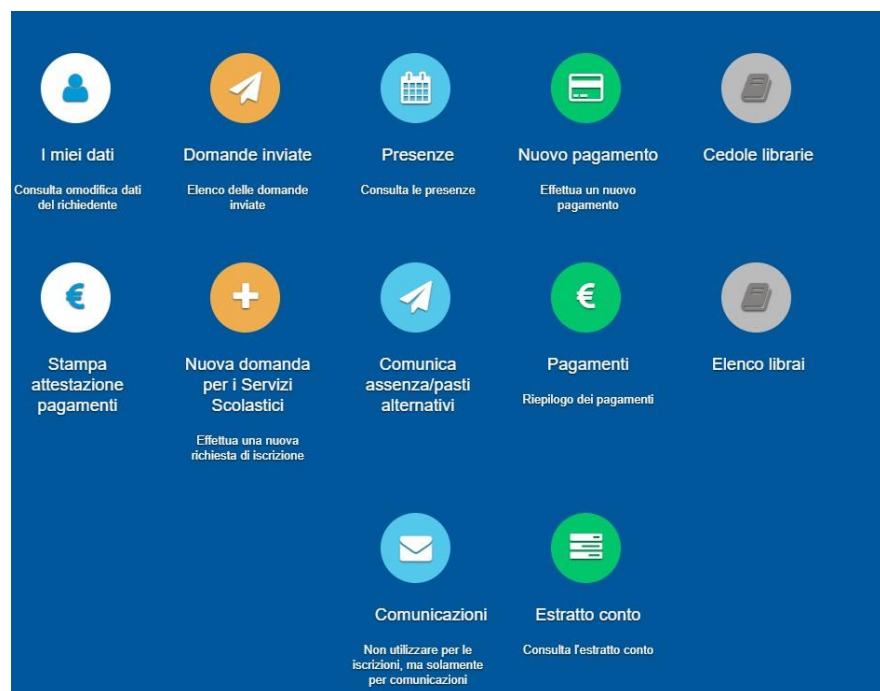 I miei dati
Consulta omodifica dati
del richiedente
Domande inviate
Elenco delle domande
inviate
Presenze
Consulta le presenze
Nuovo pagamento
Effettua un nuovo
pagamento
Cedole librarie
€
Stampa
attestazione
pagamenti
Nuova domanda
per i Servizi
Scolastici
Effettua una nuova
richiesta di iscrizione
Comunica
assenza/pasti
alternativi
€
Pagamenti
Riepilogo dei pagamenti
Elenco librai
Comunicazioni
Non utilizzare per le
iscrizioni, ma solamente
per comunicazioni
Estratto conto
Consulta l'estratto conto